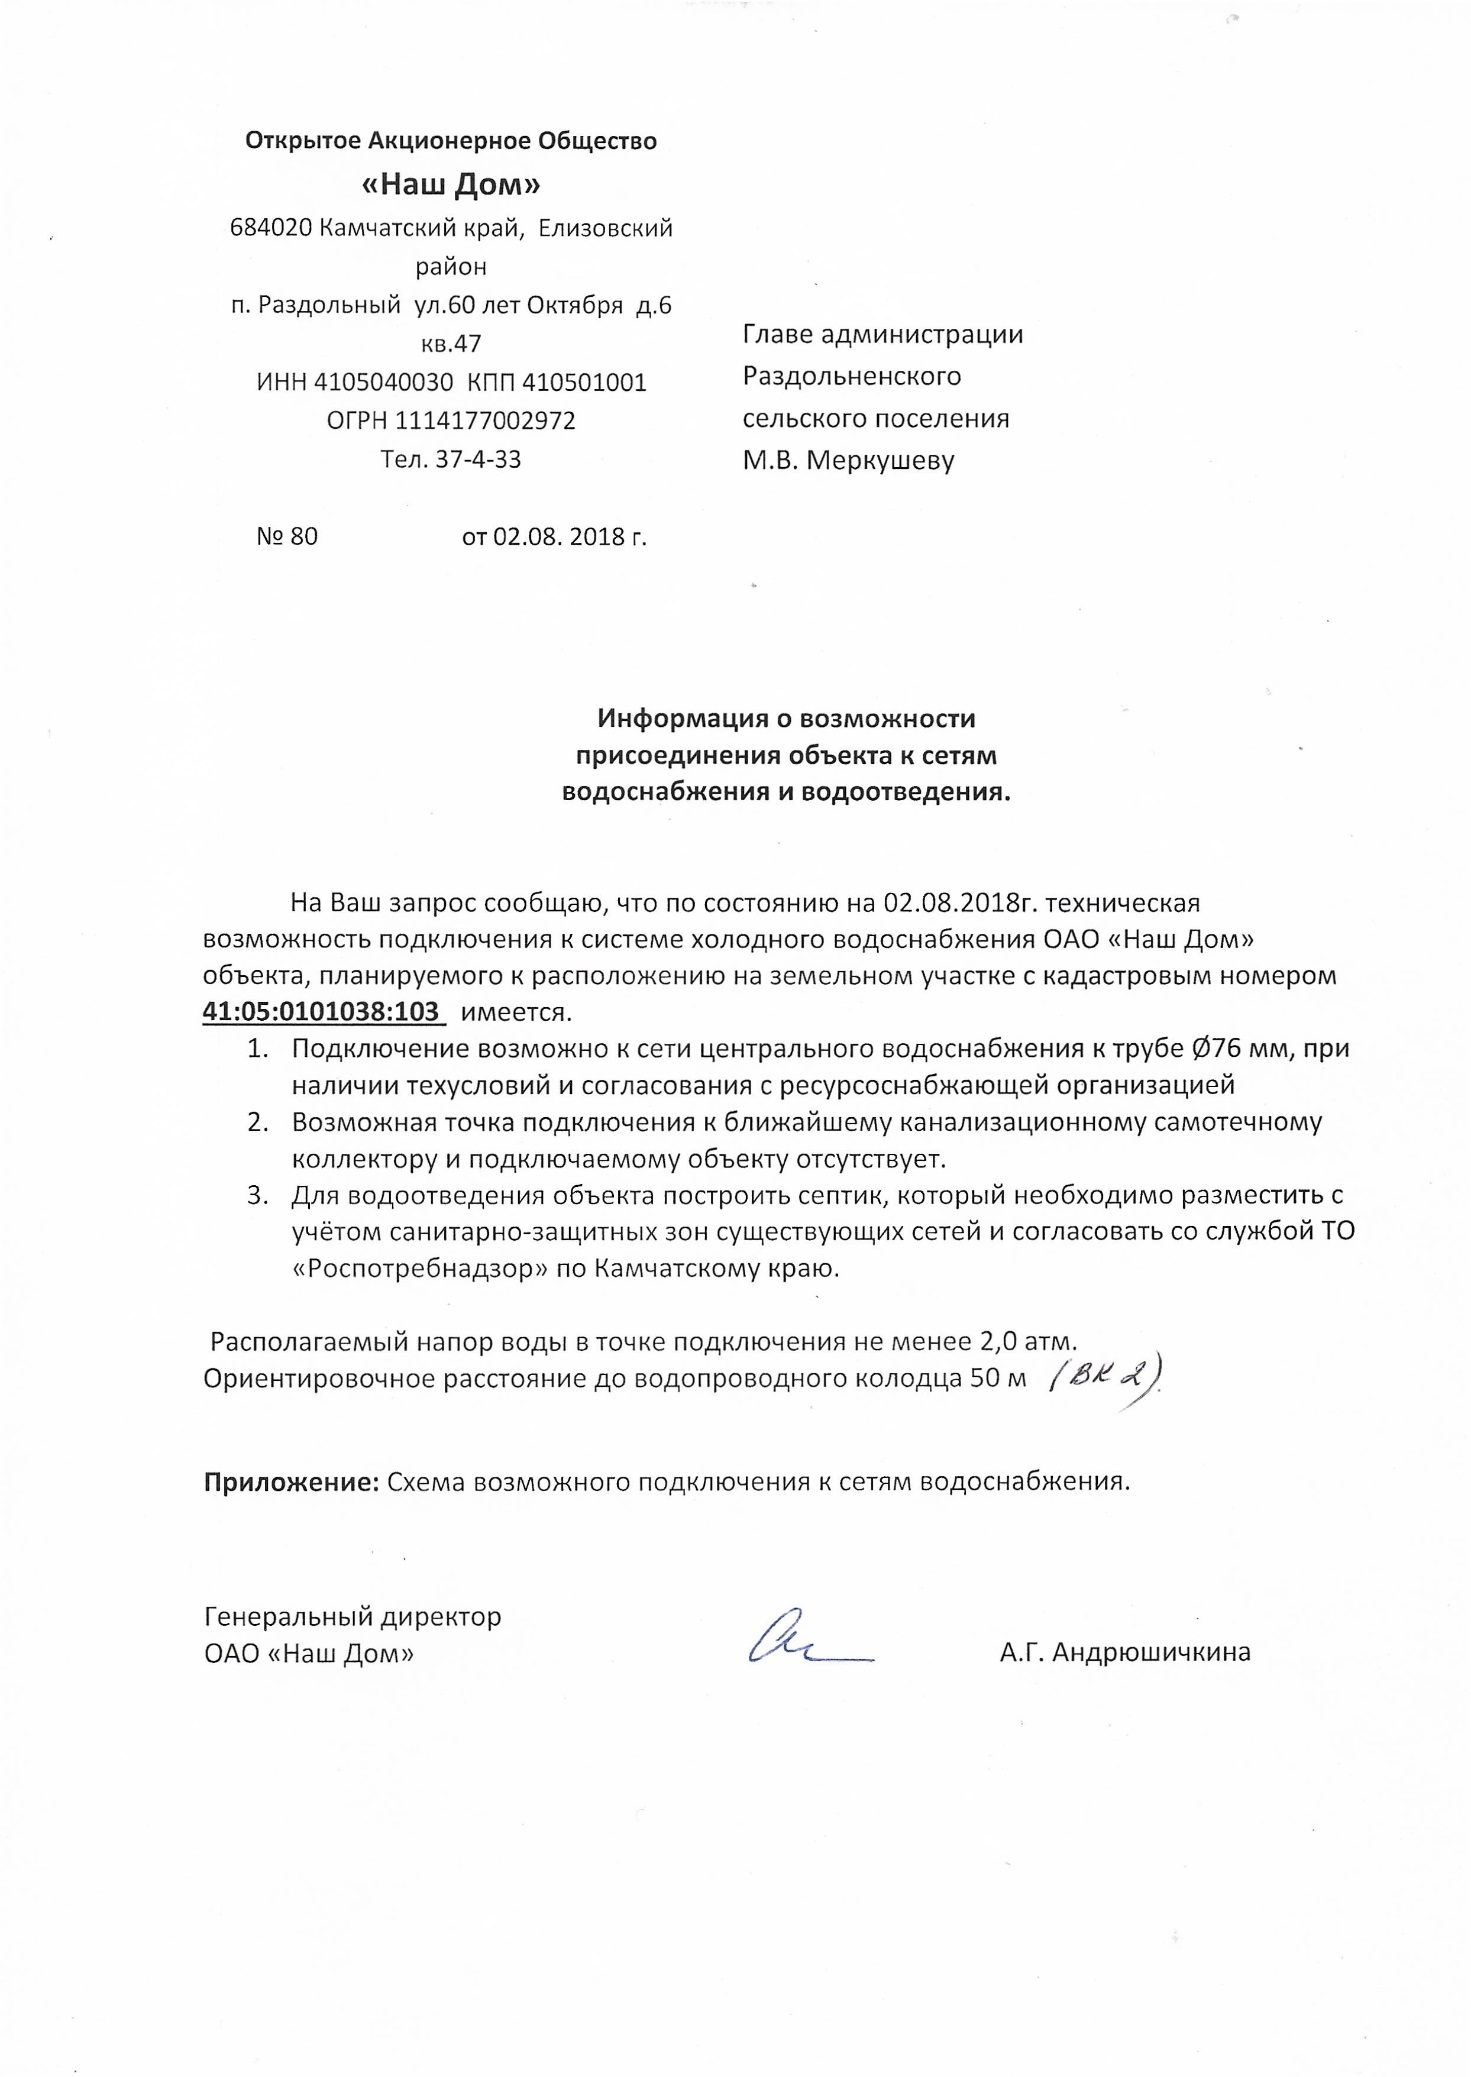 Открытое Акционерное Общество
«Наш Дом»
684020 Камчатский край, Елизовский
район
п. Раздольный ул.60 лет Октября д.6
кв.47
ИНН 4105040030 КПП 410501001
ОГРН 1114177002972
Тел. 37-4-33
№ 80 от 02.08. 2018 г.
Главе администрации
Раздольненского
сельского поселения
М.В. Меркушеву
Информация о возможности
присоединения объекта к сетям
водоснабжения и водоотведения.
На Ваш запрос сообщаю, что по состоянию на 02.08.2018г. техническая
возможность подключения к системе холодного водоснабжения ОАО «Наш Дом»
объекта, планируемого к расположению на земельном участке с кадастровым номером
41:05:0101038:103 имеется.
1. Подключение возможно к сети центрального водоснабжения к трубе Ø76 мм, при
наличии техусловий и согласования с ресурсоснабжающей организацией
2. Возможная точка подключения к ближайшему канализационному самотечному
коллектору и подключаемому объекту отсутствует.
3. Для водоотведения объекта построить септик, который необходимо разместить с
учётом санитарно-защитных зон существующих сетей и согласовать со службой ТО
«Роспотребнадзор» по Камчатскому краю.
Располагаемый напор воды в точке подключения не менее 2,0 атм.
Ориентировочное расстояние до водопроводного колодца 50 м (ВК 2)
Приложение: Схема возможного подключения к сетям водоснабжения.
Генеральный директор
ОАО «Наш Дом» А.Г. Андрюшичкина